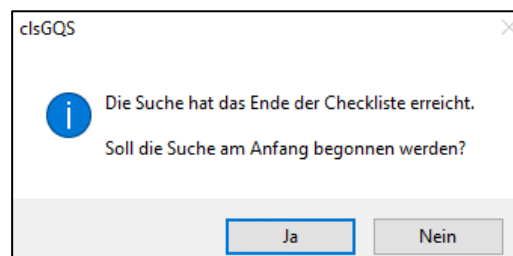 clsGQS
Die Suche hat das Ende der Checkliste erreicht.
Soll die Suche am Anfang begonnen werden?
Ja
Nein